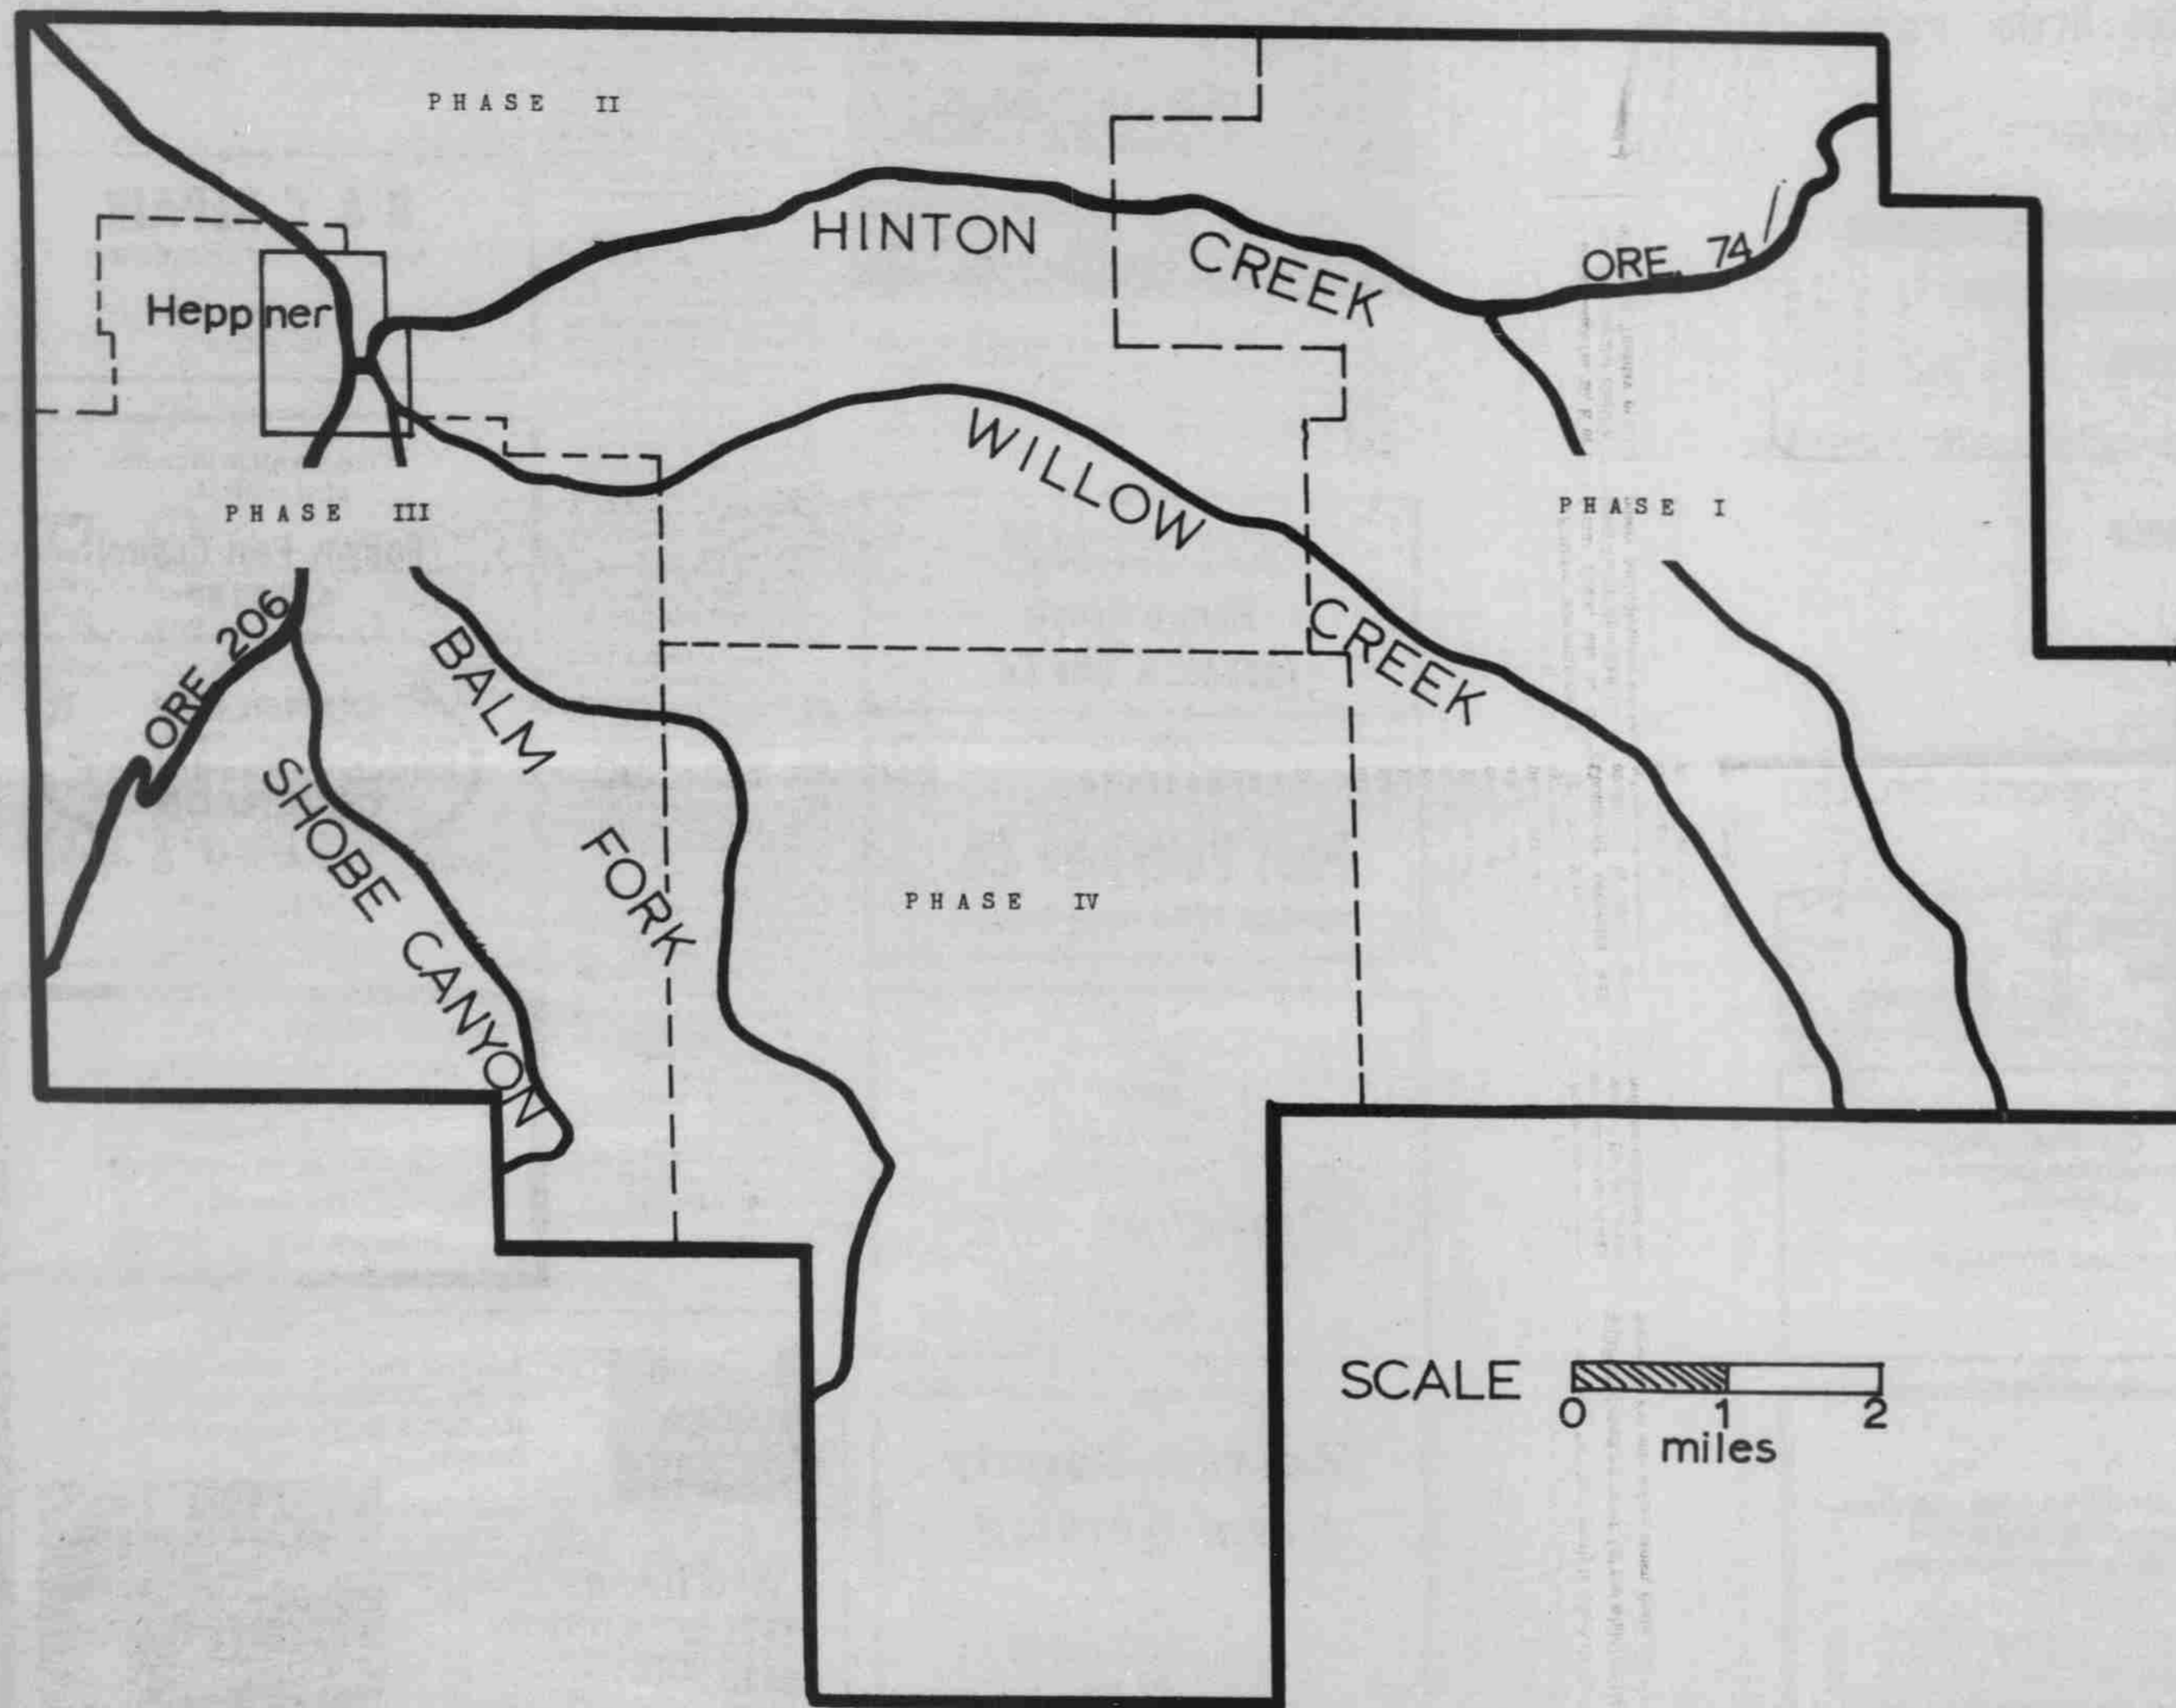 PHASE II
HINTON
CREEK
ORE. 74
Heppner
WILLOW
CREEK
PHASE III
PHASE I
ORE 206
BALM
FORK
SHOBE
CANYON
PHASE IV
SCALE
0 1 2
miles